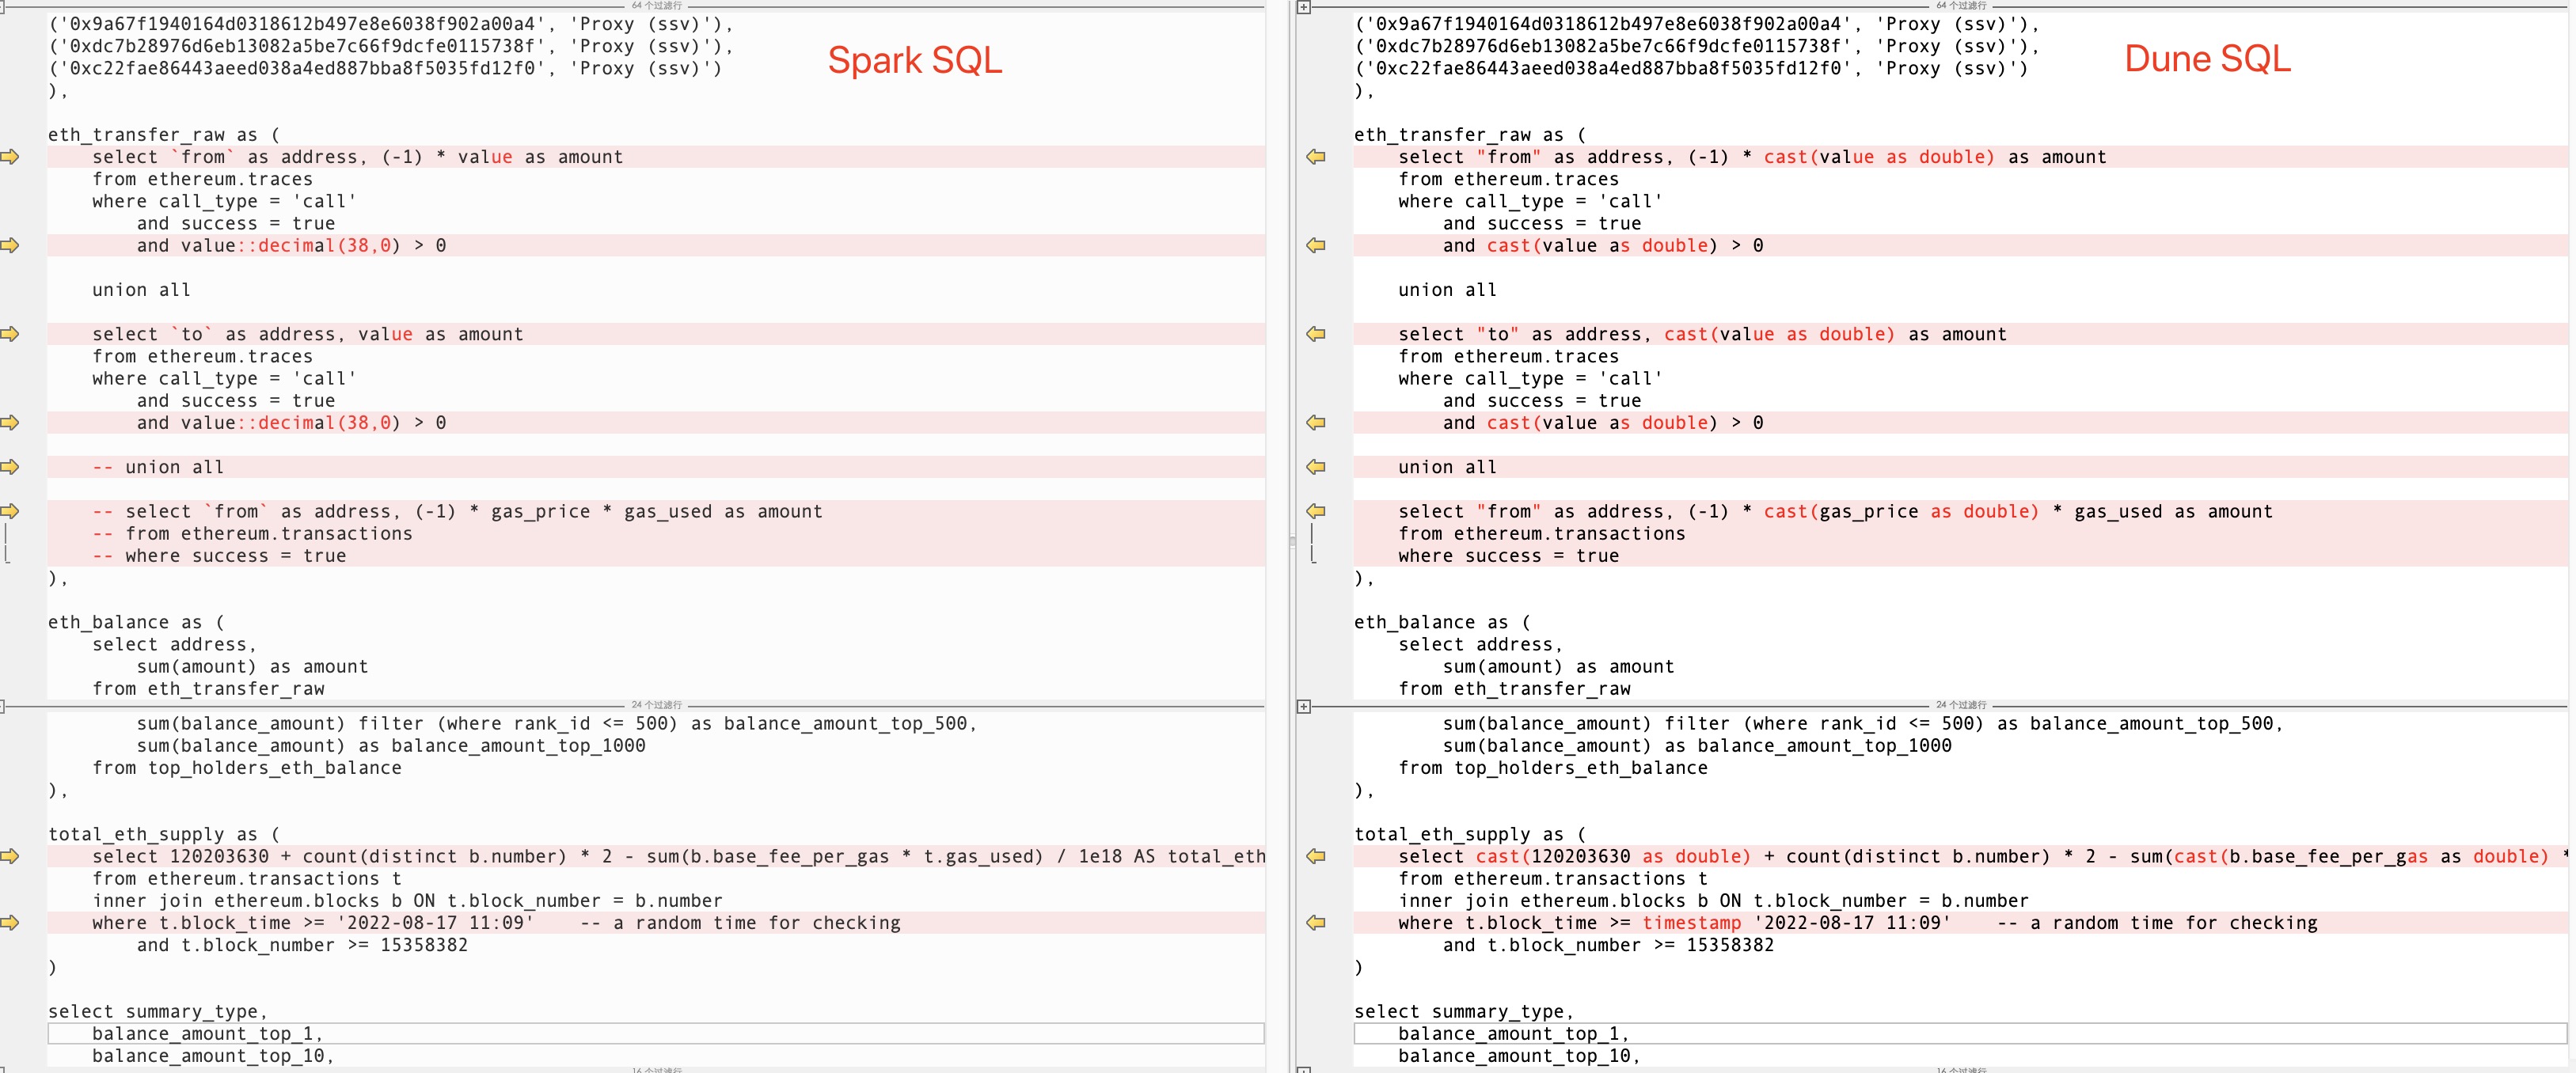 64 个过滤行
('0x9a67f1940164d0318612b497e8e6038f902a00a4', 'Proxy (ssv)'),
('0xdc7b28976d6eb13082a5be7c66f9dcfe0115738f', 'Proxy (ssv)'),
('0xc22fae86443aeed038a4ed887bba8f5035fd12f0', 'Proxy (ssv)')
),
Spark SQL
eth_transfer_raw as (
select `from` as address, (-1) * value as amount
from ethereum.traces
where call_type = 'call'
and success = true
and value::decimal(38,0) > 0
union all
select `to` as address, value as amount
from ethereum.traces
where call_type = 'call'
and success = true
and value::decimal(38,0) > 0
-- union all
-- select `from` as address, (-1) * gas_price * gas_used as amount
-- from ethereum.transactions
-- where success = true
),
eth_balance as (
select address,
sum(amount) as amount
from eth_transfer_raw
24 个过滤行
sum(balance_amount) filter (where rank_id <= 500) as balance_amount_top_500,
sum(balance_amount) as balance_amount_top_1000
from top_holders_eth_balance
),
total_eth_supply as (
select 120203630 + count(distinct b.number) * 2 - sum(b.base_fee_per_gas * t.gas_used) / 1e18 AS total_eth
from ethereum.transactions t
inner join ethereum.blocks b ON t.block_number = b.number
where t.block_time >= '2022-08-17 11:09' -- a random time for checking
and t.block_number >= 15358382
)
select summary_type,
balance_amount_top_1,
balance_amount_top_10,
16 个过滤行
64 个过滤行
('0x9a67f1940164d0318612b497e8e6038f902a00a4', 'Proxy (ssv)'),
('0xdc7b28976d6eb13082a5be7c66f9dcfe0115738f', 'Proxy (ssv)'),
('0xc22fae86443aeed038a4ed887bba8f5035fd12f0', 'Proxy (ssv)')
),
Dune SQL
eth_transfer_raw as (
select "from" as address, (-1) * cast(value as double) as amount
from ethereum.traces
where call_type = 'call'
and success = true
and cast(value as double) > 0
union all
select "to" as address, cast(value as double) as amount
from ethereum.traces
where call_type = 'call'
and success = true
and cast(value as double) > 0
union all
select "from" as address, (-1) * cast(gas_price as double) * gas_used as amount
from ethereum.transactions
where success = true
),
eth_balance as (
select address,
sum(amount) as amount
from eth_transfer_raw
24 个过滤行
sum(balance_amount) filter (where rank_id <= 500) as balance_amount_top_500,
sum(balance_amount) as balance_amount_top_1000
from top_holders_eth_balance
),
total_eth_supply as (
select cast(120203630 as double) + count(distinct b.number) * 2 - sum(cast(b.base_fee_per_gas as double) *
from ethereum.transactions t
inner join ethereum.blocks b ON t.block_number = b.number
where t.block_time >= timestamp '2022-08-17 11:09' -- a random time for checking
and t.block_number >= 15358382
)
select summary_type,
balance_amount_top_1,
balance_amount_top_10,
16 个过滤行